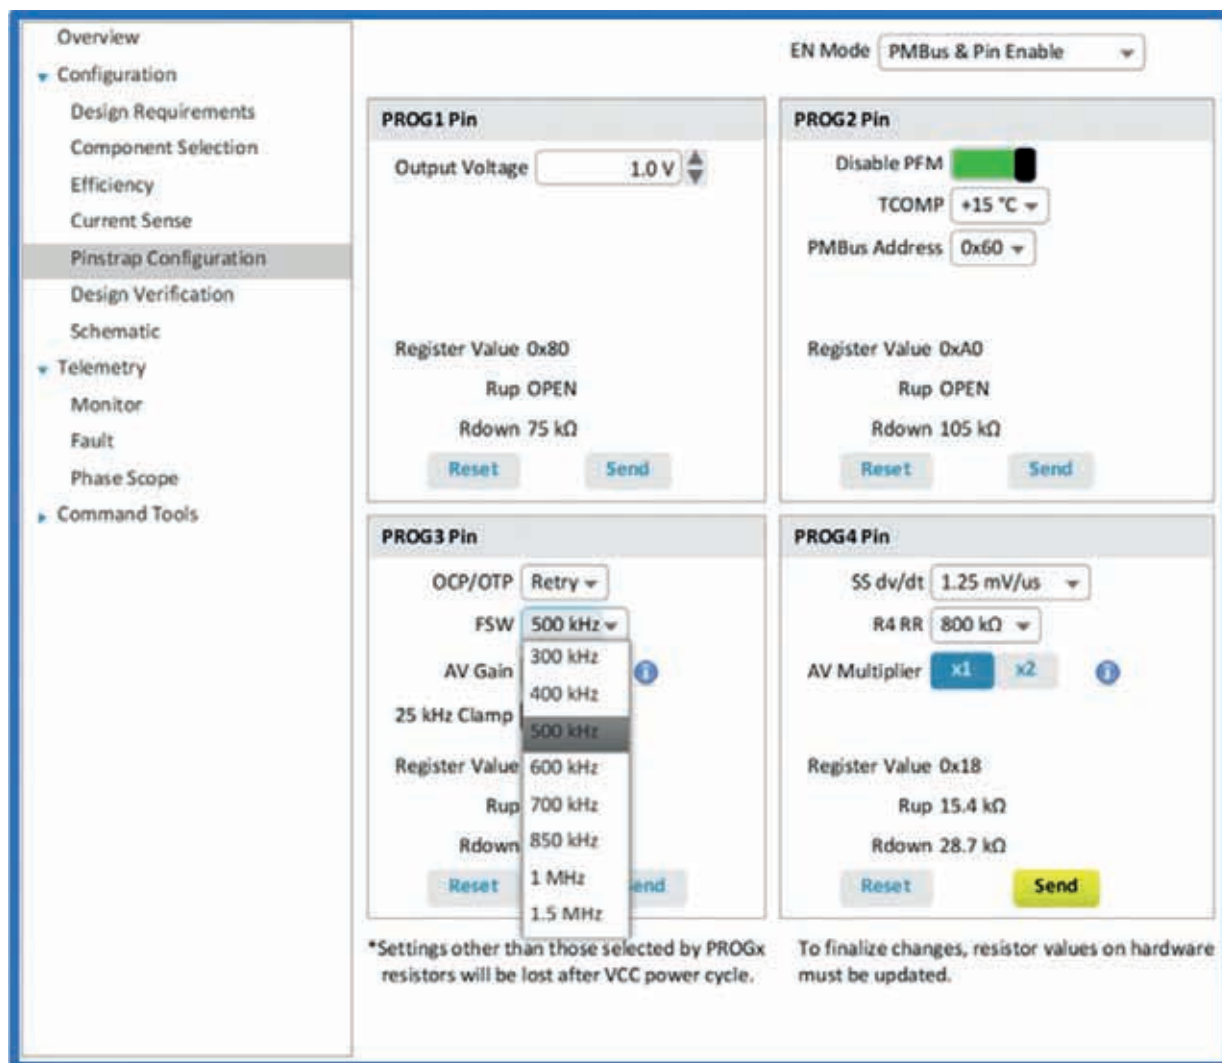 Overview
Configuration
Design Requirements
Component Selection
Efficiency
Current Sense
Pinstrap Configuration
Design Verification
Schematic
Telemetry
Monitor
Fault
Phase Scope
Command Tools
EN Mode PMBus & Pin Enable
PROG1 Pin
Output Voltage 1.0 V
Register Value 0x80
Rup OPEN
Rdown 75 kΩ
Reset Send
PROG2 Pin
Disable PFM
TCOMP +15 °C
PMBus Address 0x60
Register Value 0xA0
Rup OPEN
Rdown 105 kΩ
Reset Send
PROG3 Pin
OCP/OTP Retry
FSW 500 kHz
300 kHz
AV Gain
400 kHz
25 kHz Clamp
500 kHz
Register Value 600 kHz
Rup 700 kHz
Rdown 850 kHz
Reset 1 MHz end
1.5 MHz
PROG4 Pin
SS dv/dt 1.25 mV/us
R4 RR 800 kΩ
AV Multiplier x1 x2
Register Value 0x18
Rup 15.4 kΩ
Rdown 28.7 kΩ
Reset Send
*Settings other than those selected by PROGx
resistors will be lost after VCC power cycle.
To finalize changes, resistor values on hardware
must be updated.